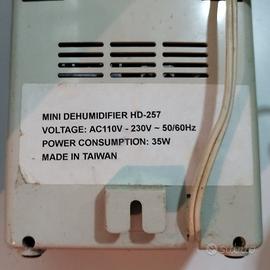 MINI DEHUMIDIFIER HD-257
VOLTAGE: AC110V - 230V ~ 50/60Hz
POWER CONSUMPTION: 35W
MADE IN TAIWAN